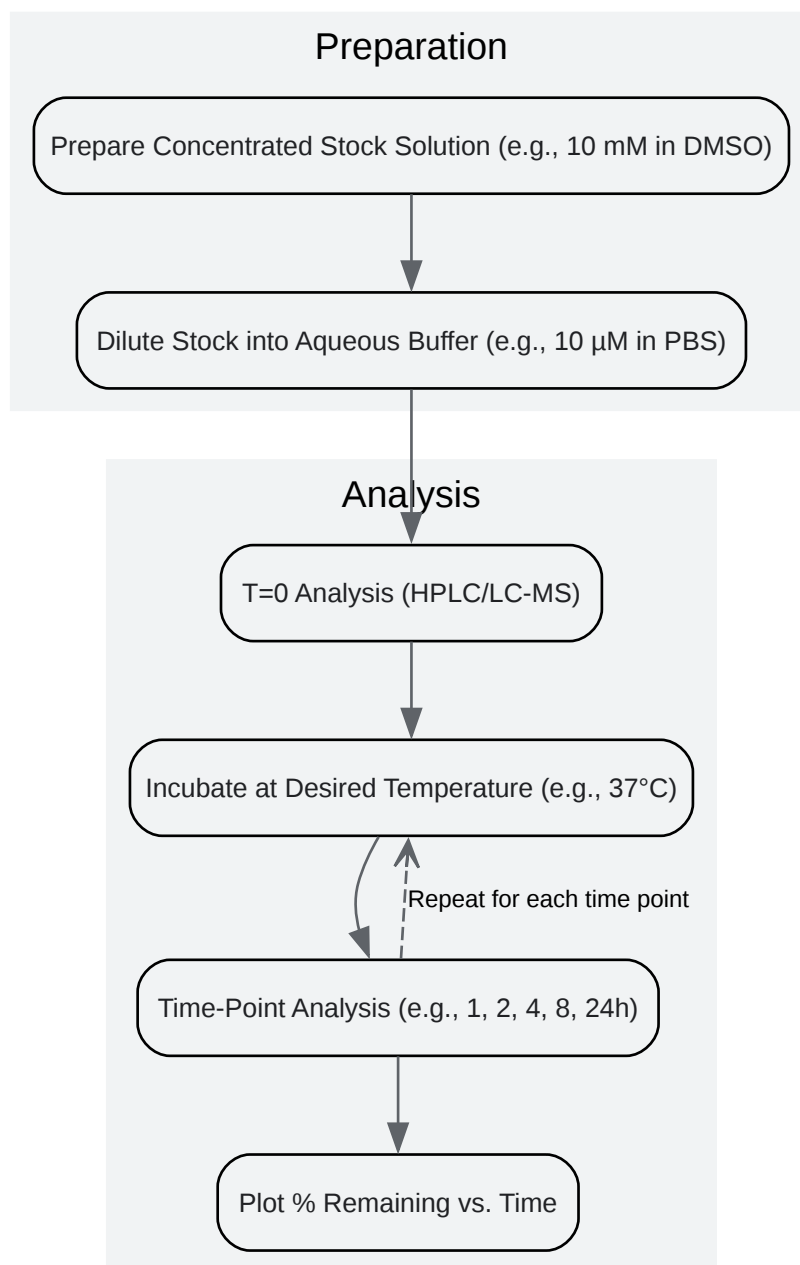 Preparation
Prepare Concentrated Stock Solution (e.g., 10 mM in DMSO)
Dilute Stock into Aqueous Buffer (e.g., 10 µM in PBS)
Analysis
T=0 Analysis (HPLC/LC-MS)
Incubate at Desired Temperature (e.g., 37°C)
Repeat for each time point
Time-Point Analysis (e.g., 1, 2, 4, 8, 24h)
Plot % Remaining vs. Time